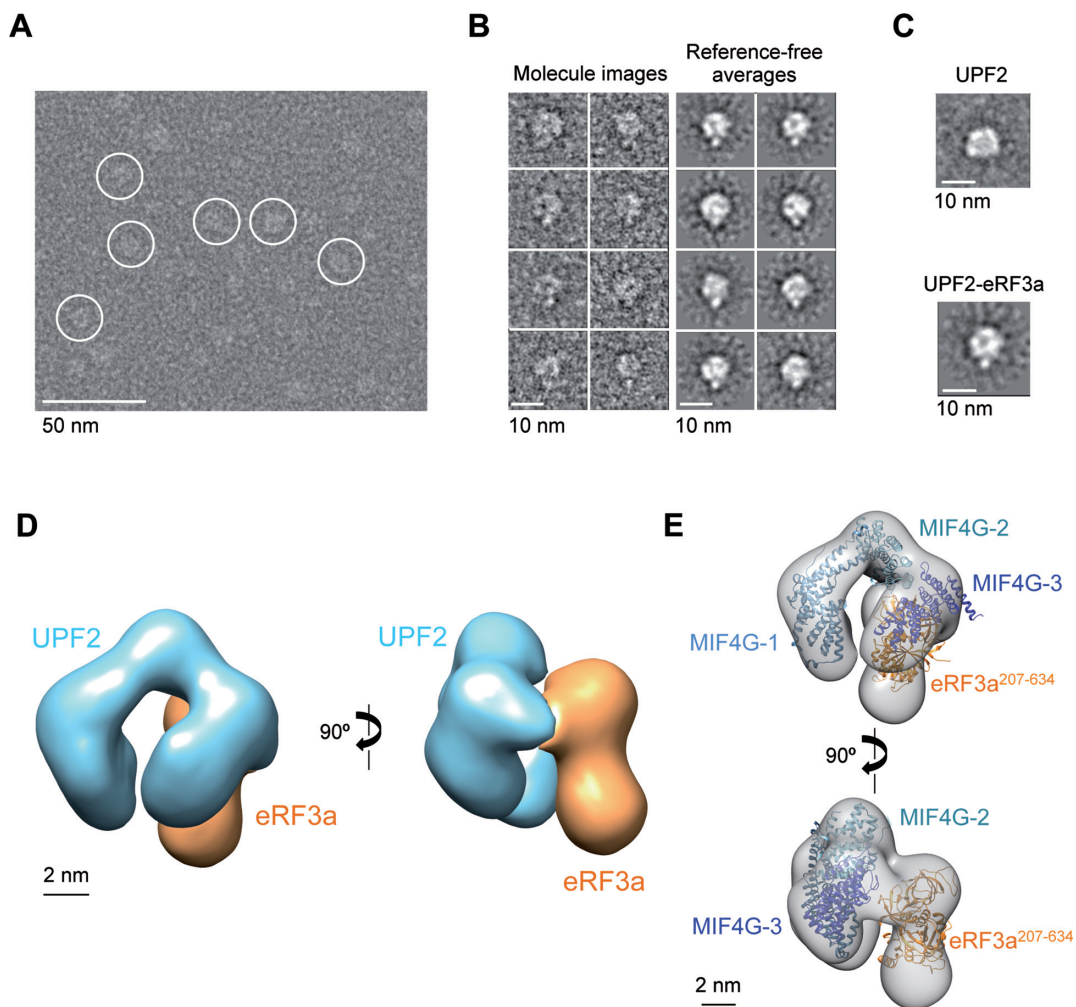 A
B
C
Molecule images
Reference-free
averages
UPF2
10 nm
UPF2-eRF3a
10 nm
50 nm
10 nm
10 nm
D
E
UPF2
UPF2
90º
eRF3a
eRF3a
2 nm
MIF4G-2
MIF4G-3
MIF4G-1
eRF3a²⁰⁷⁻⁶³⁴
90º
MIF4G-2
MIF4G-3
eRF3a²⁰⁷⁻⁶³⁴
2 nm